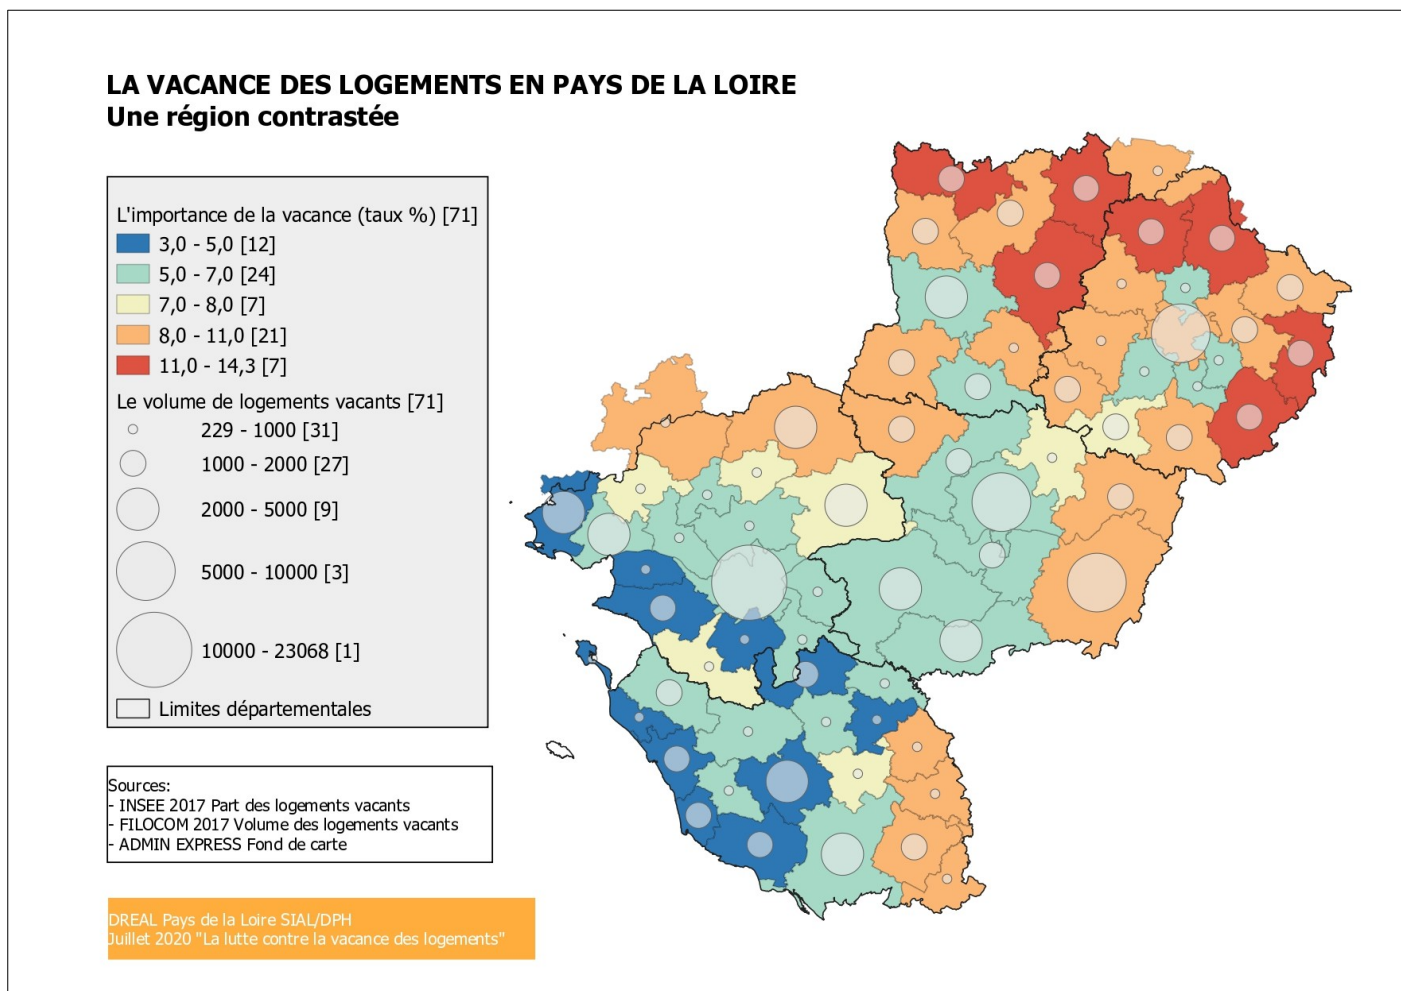 LA VACANCE DES LOGEMENTS EN PAYS DE LA LOIRE
Une région contrastée
L'importance de la vacance (taux %) [71]
3,0 - 5,0 [12]
5,0 - 7,0 [24]
7,0 - 8,0 [7]
8,0 - 11,0 [21]
11,0 - 14,3 [7]
Le volume de logements vacants [71]
229 - 1000 [31]
1000 - 2000 [27]
2000 - 5000 [9]
5000 - 10000 [3]
10000 - 23068 [1]
Limites départementales
Sources:
- INSEE 2017 Part des logements vacants
- FILOCOM 2017 Volume des logements vacants
- ADMIN EXPRESS Fond de carte
DREAL Pays de la Loire SIAL/DPH
Juillet 2020 "La lutte contre la vacance des logements"